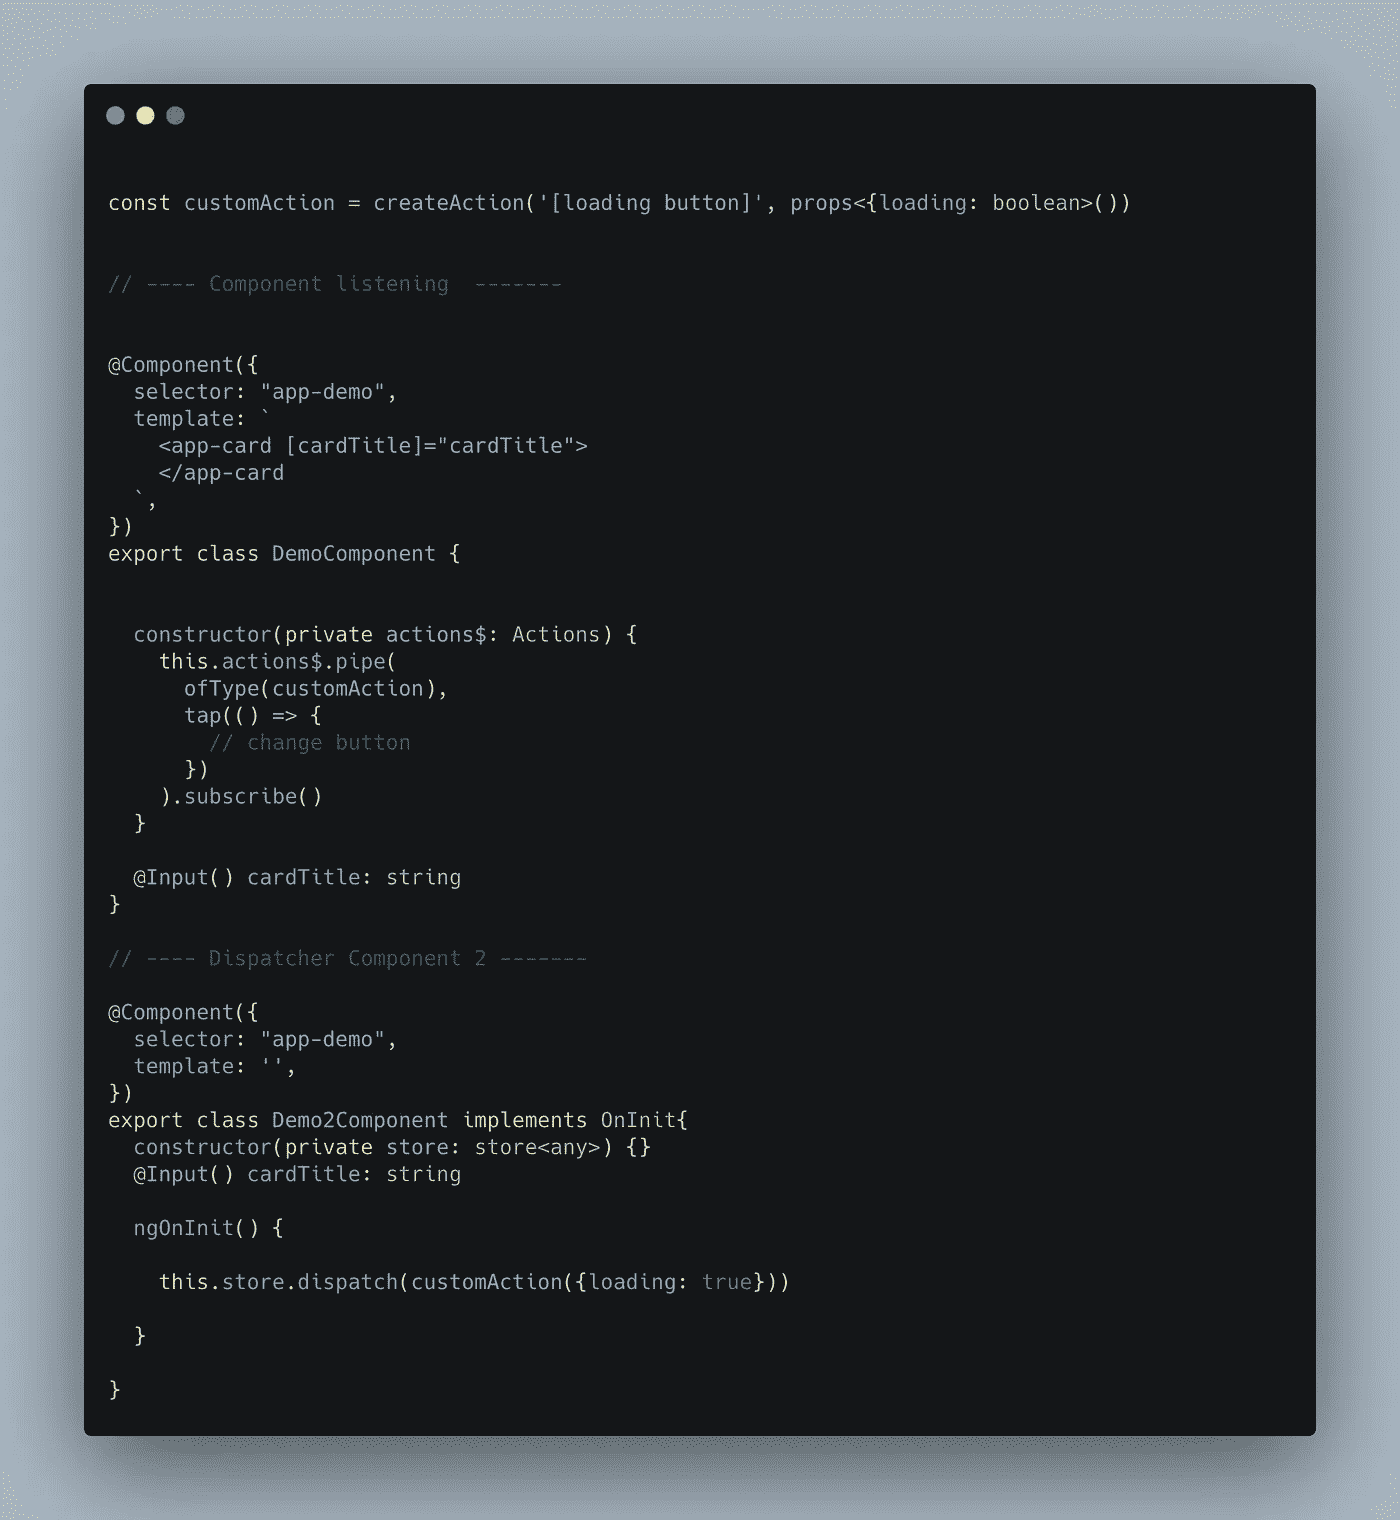 const customAction = createAction('[loading button]', props<{loading: boolean>())
// ---- Component listening  -------
@Component({
  selector: "app-demo",
  template: `
    <app-card [cardTitle]="cardTitle">
    </app-card
  `,
})
export class DemoComponent {
  constructor(private actions$: Actions) {
    this.actions$.pipe(
      ofType(customAction),
      tap(() => {
        // change button
      })
    ).subscribe()
  }
  @Input() cardTitle: string
}
// ---- Dispatcher Component 2 -------
@Component({
  selector: "app-demo",
  template: '',
})
export class Demo2Component implements OnInit{
  constructor(private store: store<any>) {}
  @Input() cardTitle: string
  ngOnInit() {
    this.store.dispatch(customAction({loading: true}))
  }
}